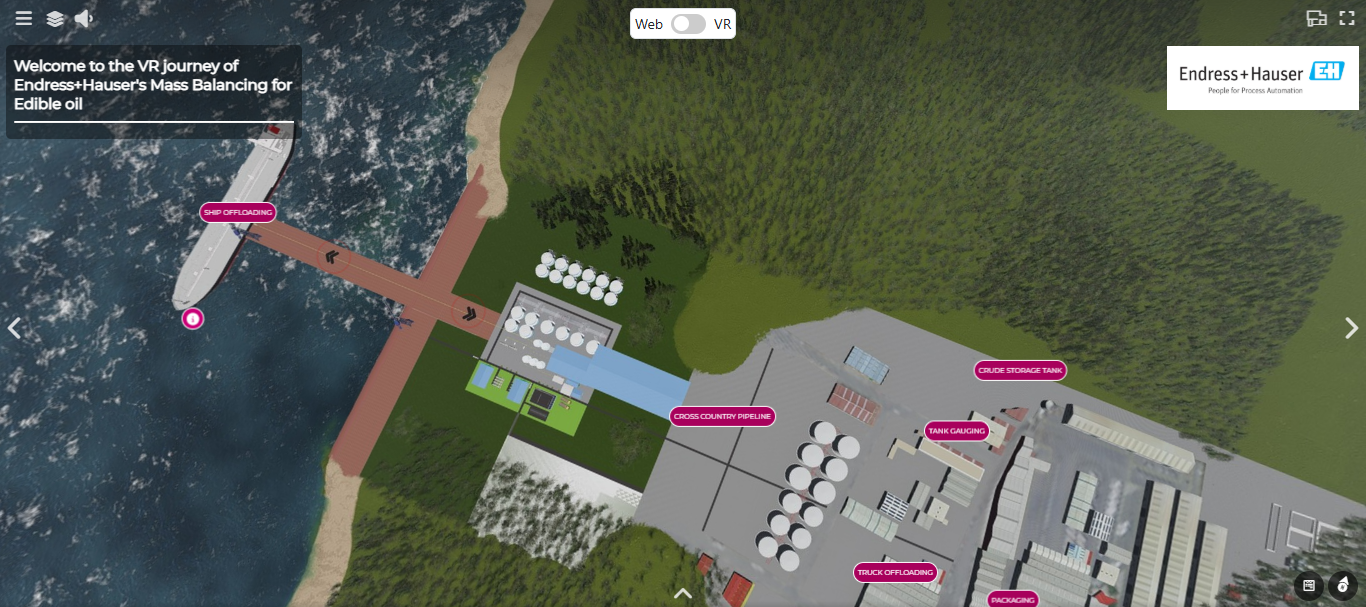 Web VR
Welcome to the VR journey of
Endress+Hauser's Mass Balancing for
Edible oil
Endress+Hauser EH
People for Process Automation
SHIP OFFLOADING
CROSS COUNTRY PIPELINE
CRUDE STORAGE TANK
TANK GAUGING
TRUCK OFFLOADING
PACKAGING